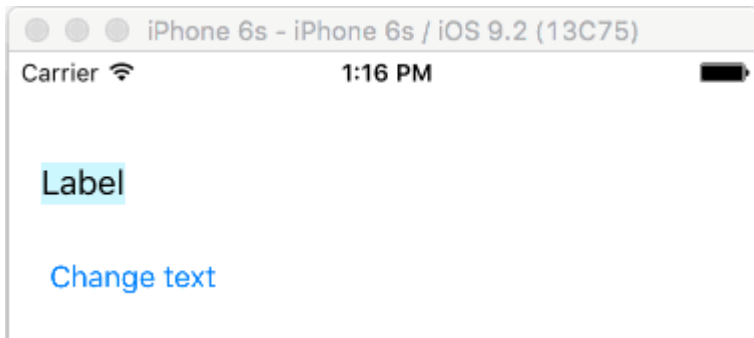 iPhone 6s - iPhone 6s / iOS 9.2 (13C75)
Carrier 1:16 PM
Label
Change text